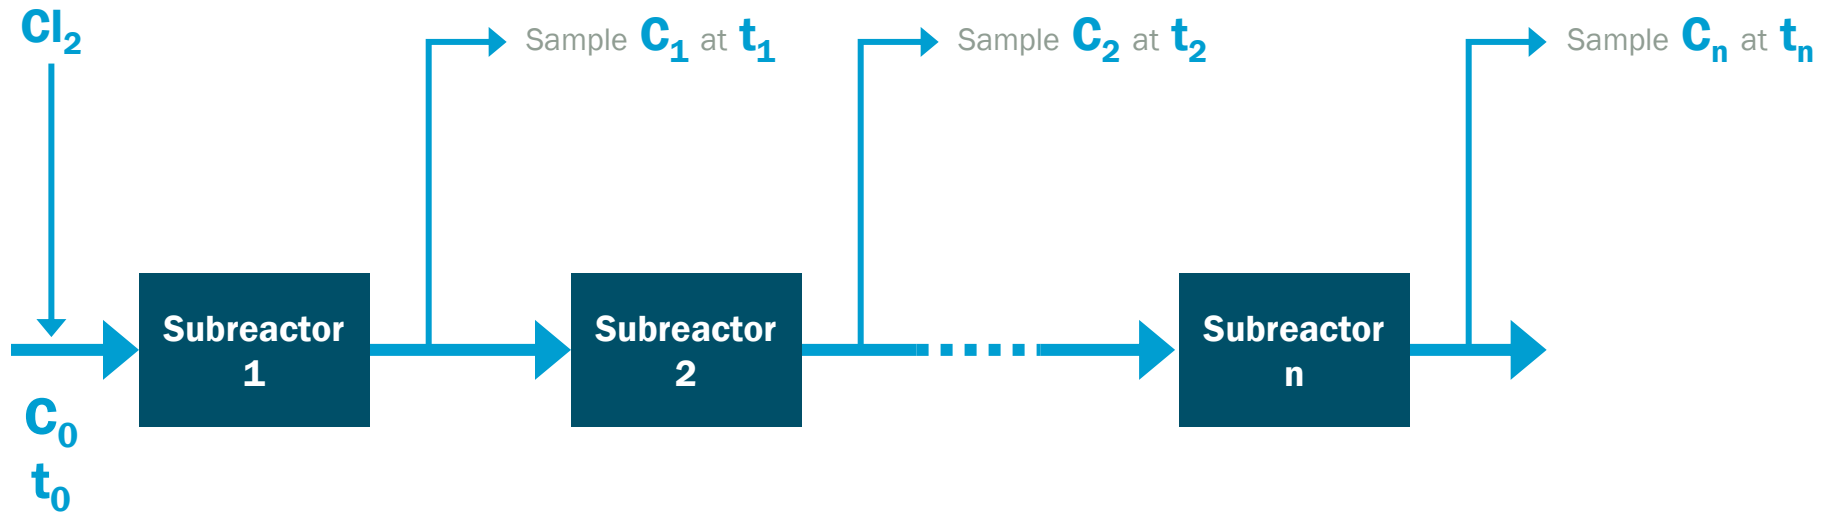 Cl₂
Sample C₁ at t₁
Sample C₂ at t₂
Sample Cₙ at tₙ
Subreactor
1
Subreactor
2
Subreactor
n
C₀
t₀